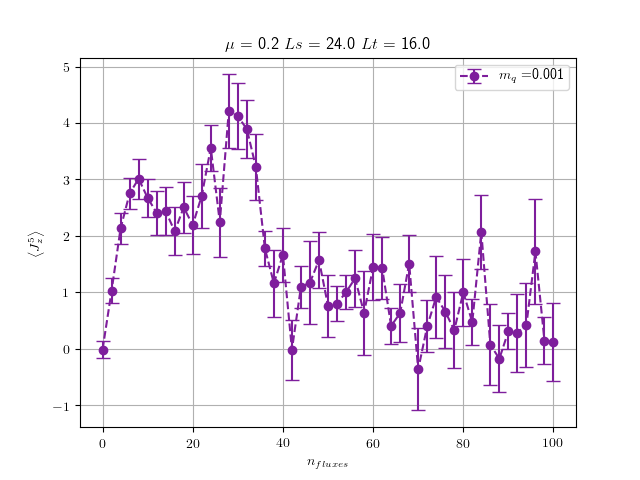 μ = 0.2 Ls = 24.0 Lt = 16.0
m_q =0.001
5
4
3
2
1
0
−1
⟨J_z^5⟩
0 20 40 60 80 100
n_fluxes